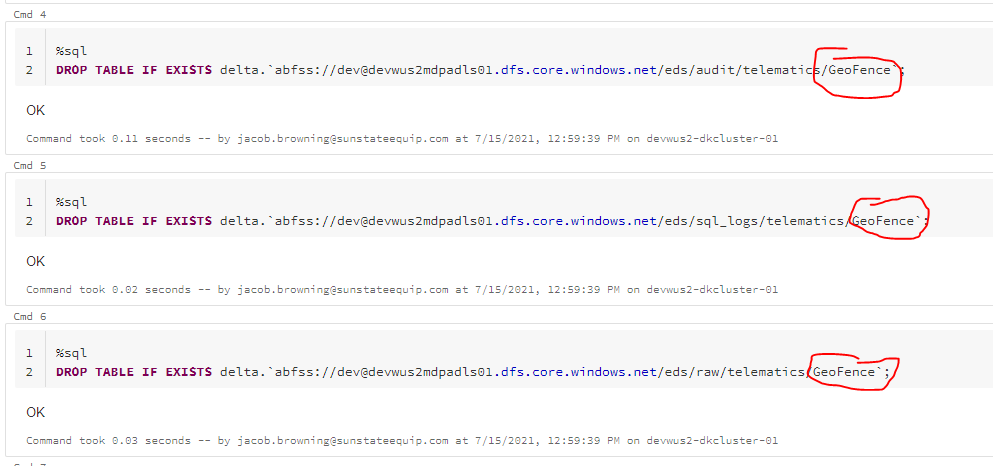 Cmd 4
1 %sql
2 DROP TABLE IF EXISTS delta.`abfss://dev@devwus2mdpadls01.dfs.core.windows.net/eds/audit/telematics/GeoFence`;
OK
Command took 0.11 seconds -- by jacob.browning@sunstateequip.com at 7/15/2021, 12:59:39 PM on devwus2-dkcluster-01
Cmd 5
1 %sql
2 DROP TABLE IF EXISTS delta.`abfss://dev@devwus2mdpadls01.dfs.core.windows.net/eds/sql_logs/telematics/GeoFence`;
OK
Command took 0.02 seconds -- by jacob.browning@sunstateequip.com at 7/15/2021, 12:59:39 PM on devwus2-dkcluster-01
Cmd 6
1 %sql
2 DROP TABLE IF EXISTS delta.`abfss://dev@devwus2mdpadls01.dfs.core.windows.net/eds/raw/telematics/GeoFence`;
OK
Command took 0.03 seconds -- by jacob.browning@sunstateequip.com at 7/15/2021, 12:59:39 PM on devwus2-dkcluster-01